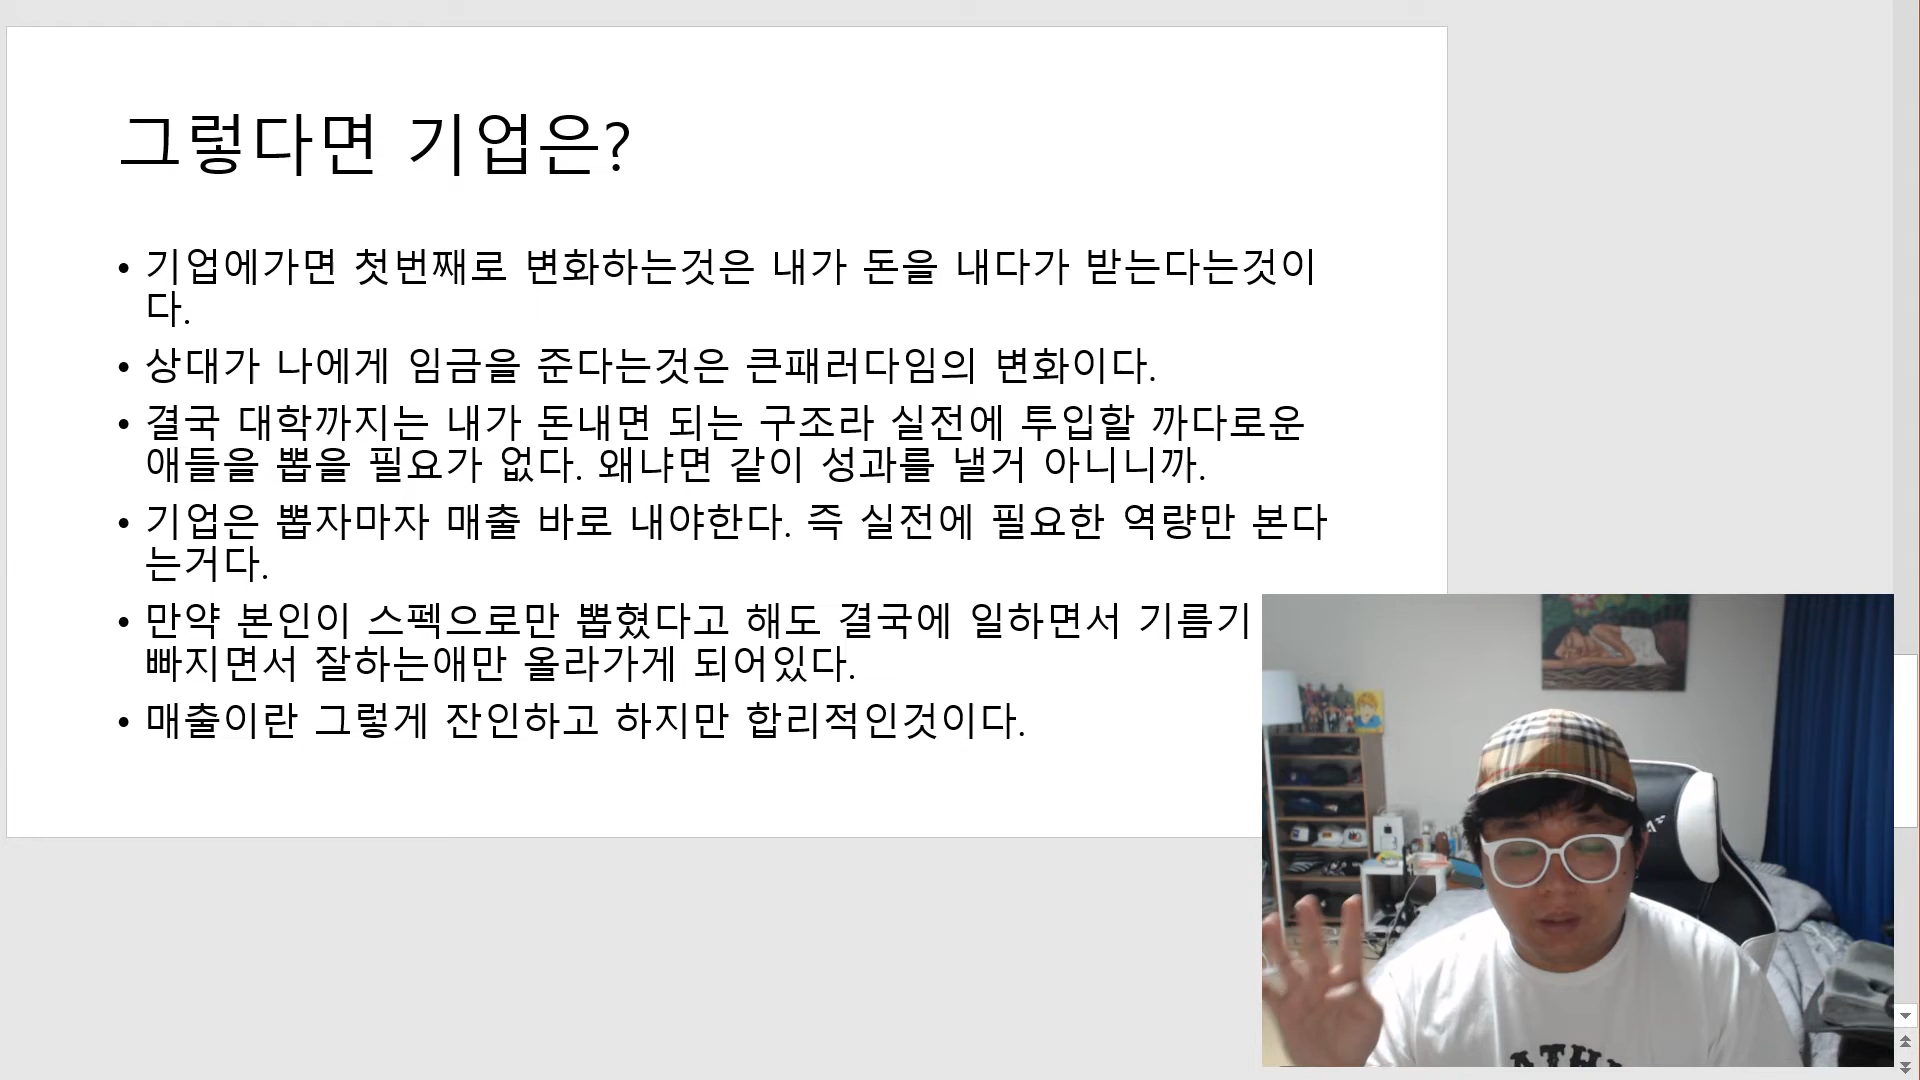 그렇다면 기업은?
• 기업에가면 첫번째로 변화하는것은 내가 돈을 내다가 받는다는것이
다.
• 상대가 나에게 임금을 준다는것은 큰패러다임의 변화이다.
• 결국 대학까지는 내가 돈내면 되는 구조라 실전에 투입할 까다로운
애들을 뽑을 필요가 없다. 왜냐면 같이 성과를 낼거 아니니까.
• 기업은 뽑자마자 매출 바로 내야한다. 즉 실전에 필요한 역량만 본다
는거다.
• 만약 본인이 스펙으로만 뽑혔다고 해도 결국에 일하면서 기름기
빠지면서 잘하는애만 올라가게 되어있다.
• 매출이란 그렇게 잔인하고 하지만 합리적인것이다.